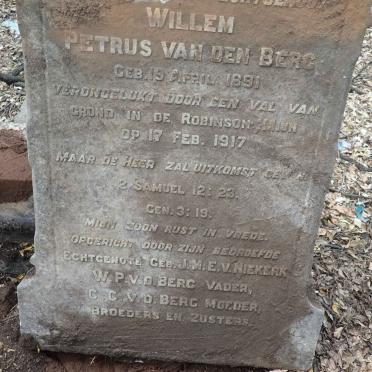 WILLEM
PETRUS VAN DEN BERG
GEB. 19 APRIL 1891
VERONGELUKT DOOR EEN VAL VAN
GROND IN DE ROBINSON MIJN
OP 17 FEB. 1917
MAAR DE HEER ZAL UITKOMST GEVEN
2 SAMUEL 12: 23.
GEN. 3: 19.
MIJN ZOON RUST IN VREDE.
OPGERICHT DOOR ZIJN BEDROEFDE
ECHTGENOTE GEB. J.M.E.V. NIEKERK
W.P.V.D. BERG VADER,
C.C.V.D. BERG MOEDER,
BROEDERS EN ZUSTERS.